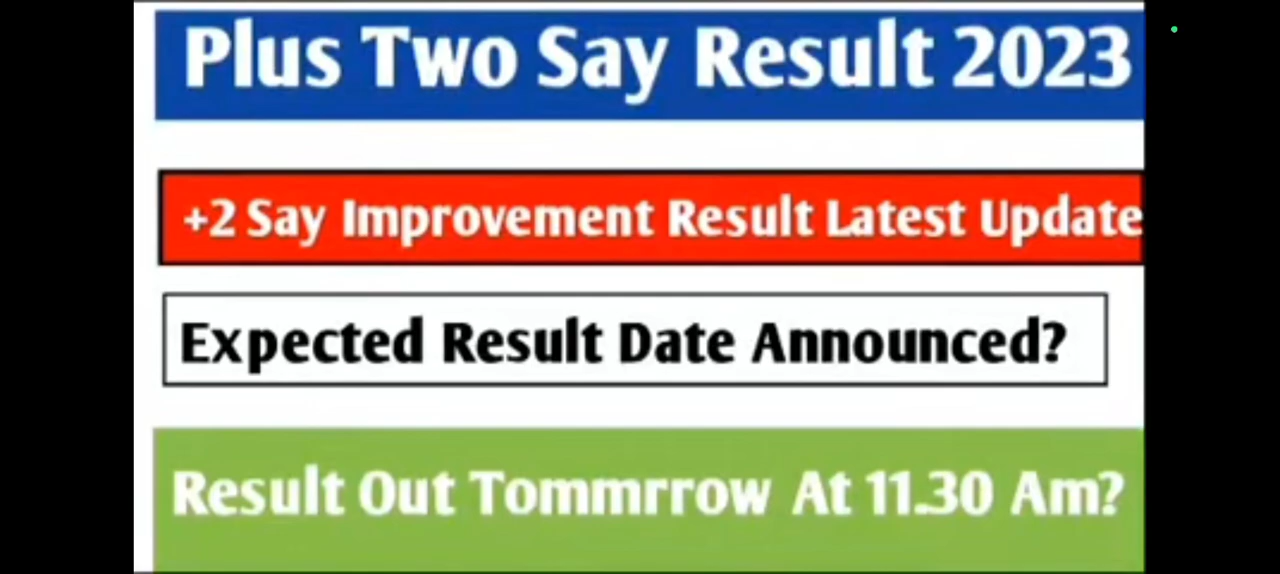 Plus Two Say Result 2023
+2 Say Improvement Result Latest Update
Expected Result Date Announced?
Result Out Tommrrow At 11.30 Am?